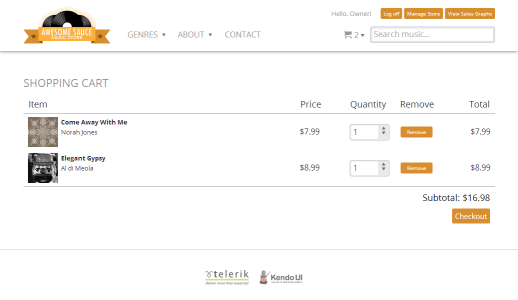 Hello, Owner!
Log off
Manage Store
View Sales Graphs
AWESOME SAUCE
MUSIC STORE
GENRES ▼
ABOUT ▼
CONTACT
2 ▼
Search music...
SHOPPING CART
Item Price Quantity Remove Total
Come Away With Me
Norah Jones
$7.99 1 Remove $7.99
Elegant Gypsy
Al di Meola
$8.99 1 Remove $8.99
Subtotal: $16.98
Checkout
telerik
deliver more than expected
Kendo UI